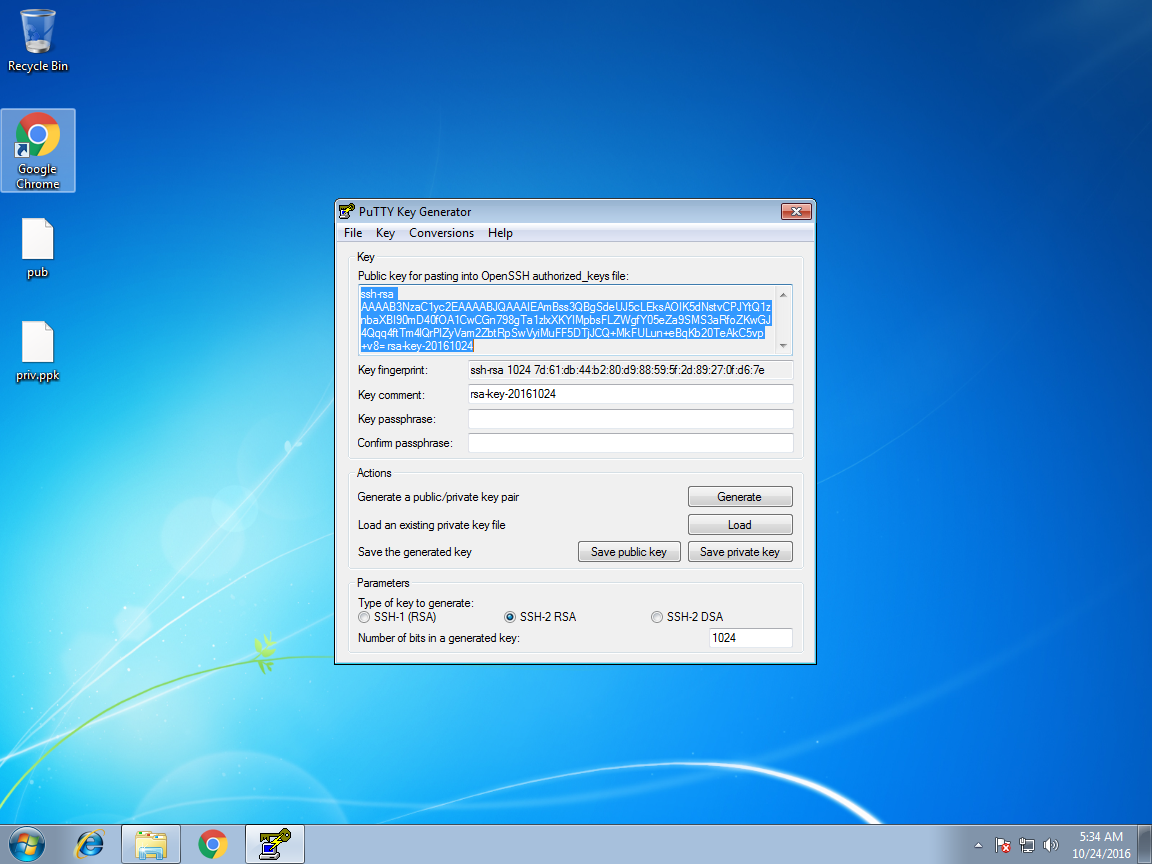 Recycle Bin
Google
Chrome
pub
priv.ppk
PuTTY Key Generator
File Key Conversions Help
Key
Public key for pasting into OpenSSH authorized_keys file:
ssh-rsa
AAAAB3NzaC1yc2EAAAABJQAAAIEAmBss3QBgSdeUJ5cLEksAOIK5dNstvCPJYtQ1z
nbaXBI90mD40fOA1CwCGn798gTa1zlxXKYIMpbsFLZWgfY05eZa9SMS3aRfoZKwGJ
4Qqq4ftTm4IQrPIZyVam2ZbtRpSwVyiMuFF5DTjJCQ+MkFULun+eBqKb20TeAkC5vp
+v8= rsa-key-20161024
Key fingerprint: ssh-rsa 1024 7d:61:db:44:b2:80:d9:88:59:5f:2d:89:27:0f:d6:7e
Key comment: rsa-key-20161024
Key passphrase:
Confirm passphrase:
Actions
Generate a public/private key pair Generate
Load an existing private key file Load
Save the generated key Save public key Save private key
Parameters
Type of key to generate:
SSH-1 (RSA) SSH-2 RSA SSH-2 DSA
Number of bits in a generated key: 1024
5:34 AM
10/24/2016